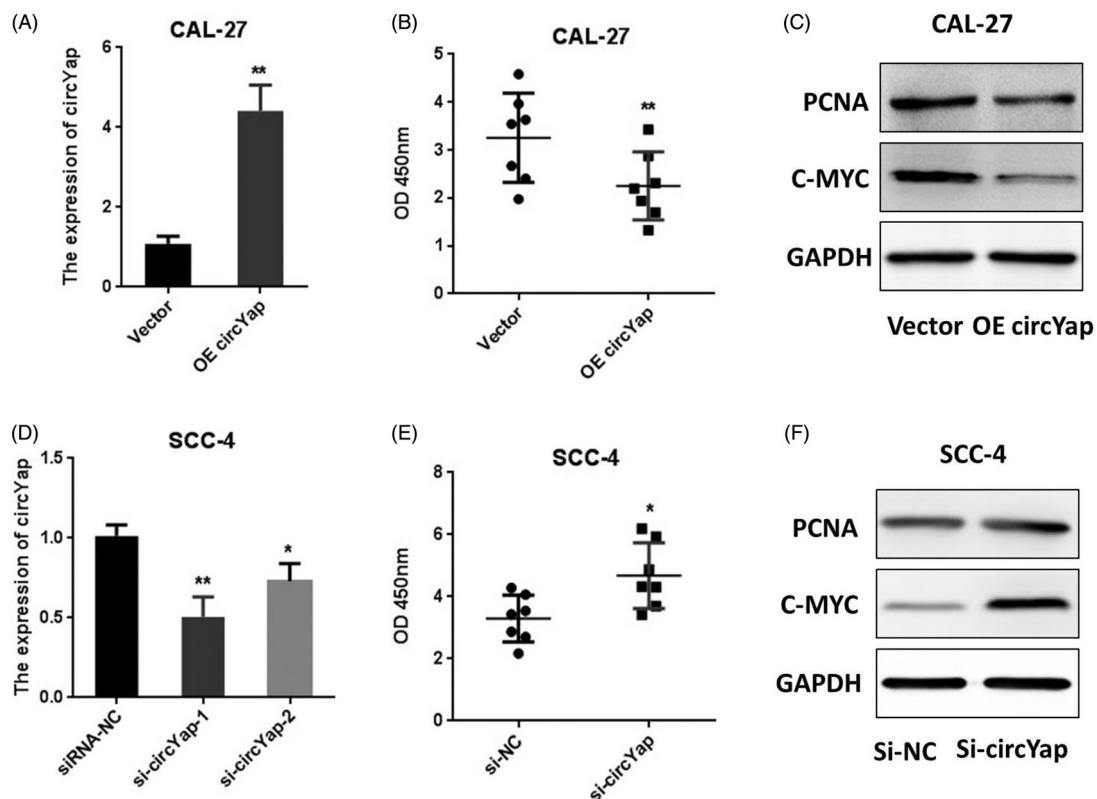 (A)
CAL-27
The expression of circYap
6
4
2
0
**
Vector
OE circYap
(B)
CAL-27
OD 450nm
5
4
3
2
1
0
**
Vector
OE circYap
(C)
CAL-27
PCNA
C-MYC
GAPDH
Vector OE circYap
(D)
SCC-4
The expression of circYap
1.5
1.0
0.5
0.0
**
*
siRNA-NC
si-circYap-1
si-circYap-2
(E)
SCC-4
OD 450nm
8
6
4
2
0
*
si-NC
si-circYap
(F)
SCC-4
PCNA
C-MYC
GAPDH
Si-NC Si-circYap